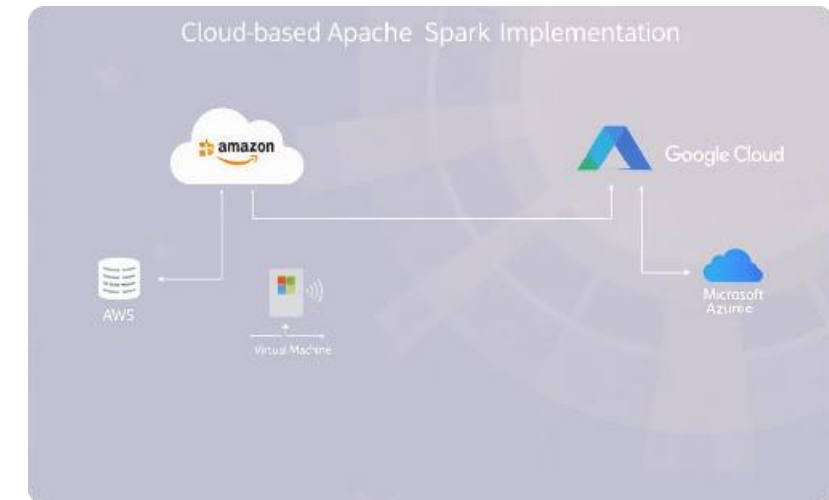 Cloud-based Apache Spark Implementation
amazon
Google Cloud
AWS
Virtual Machine
Microsoft
Azuree